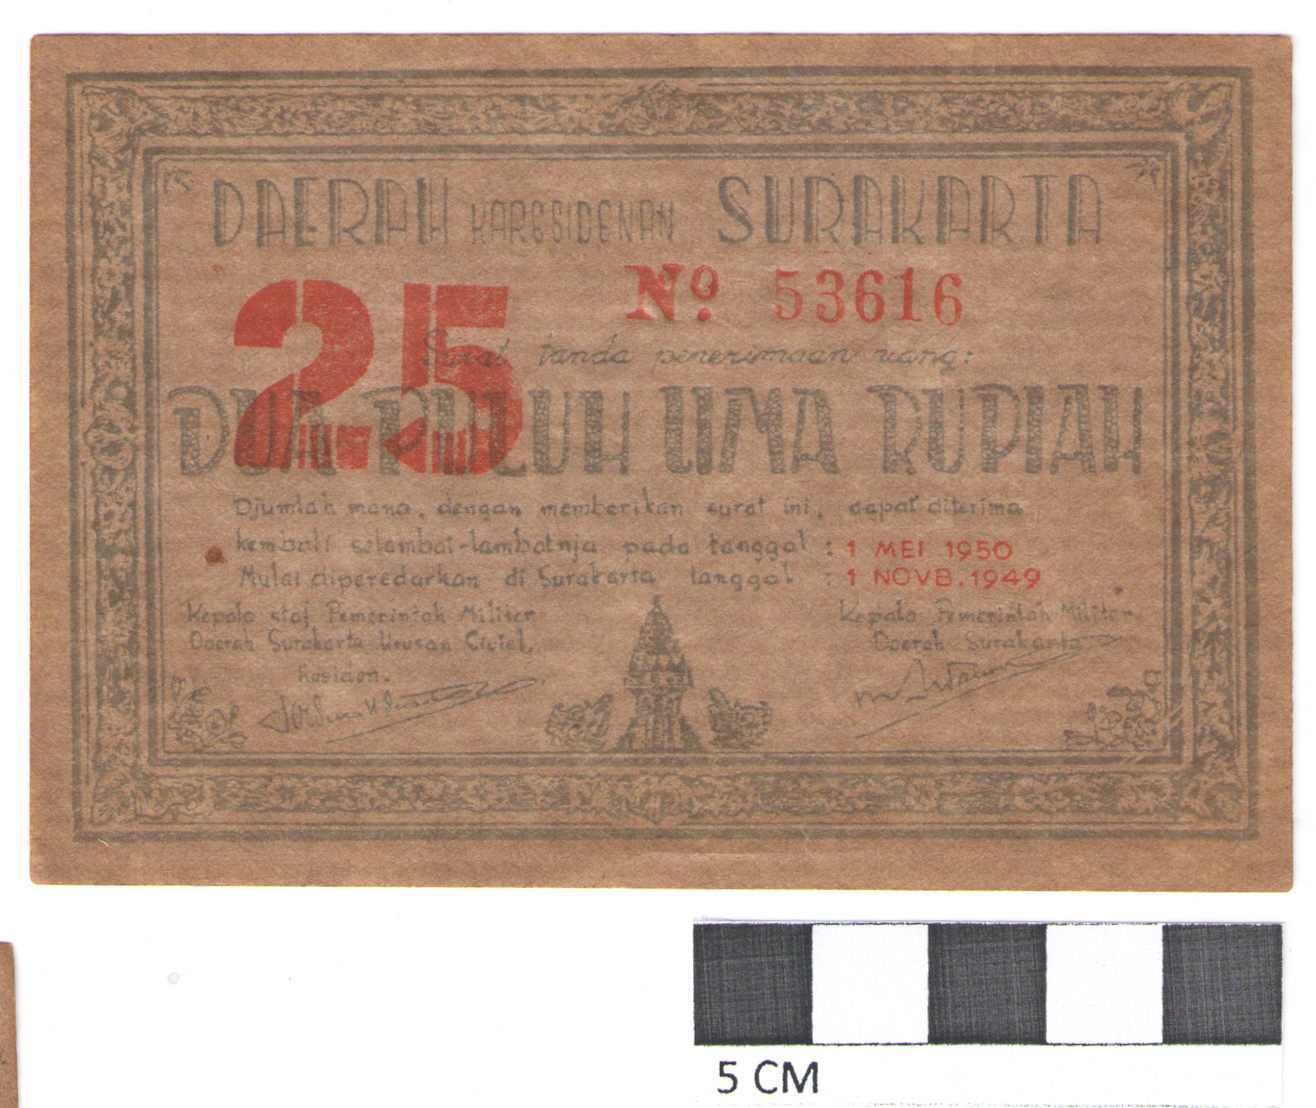 DAERAH KARESIDENAN SURAKARTA
No. 53616
25
Surat tanda penerimaan uang:
DUA PULUH LIMA RUPIAH
Djumlah mana, dengan memberikan surat ini, dapat diterima
kembali selambat-lambatnja pada tanggal : 1 MEI 1950
Mulai diperedarkan di Surakarta tanggal : 1 NOVB. 1949
Kepala staf Pemerintah Militer
Daerah Surakarta Urusan Civiel,
Residen.
Kepala Pemerintah Militer
Daerah Surakarta
5 CM